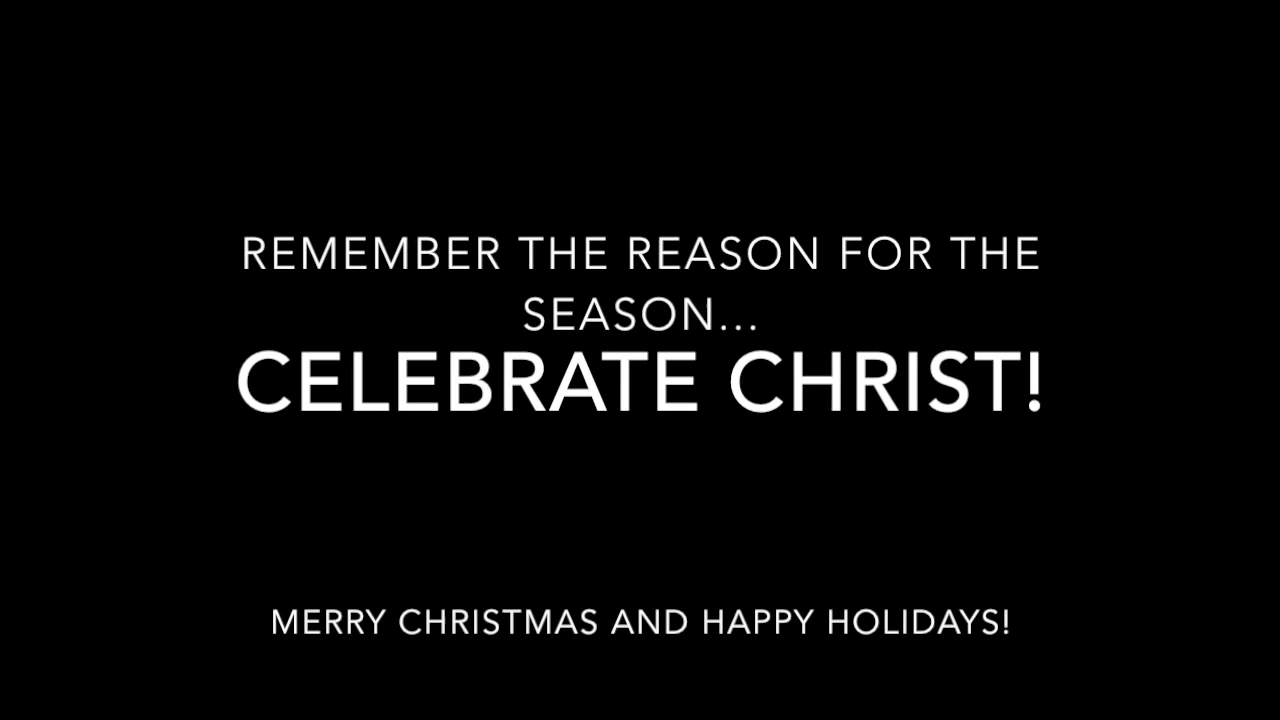 REMEMBER THE REASON FOR THE
SEASON...
CELEBRATE CHRIST!
MERRY CHRISTMAS AND HAPPY HOLIDAYS!